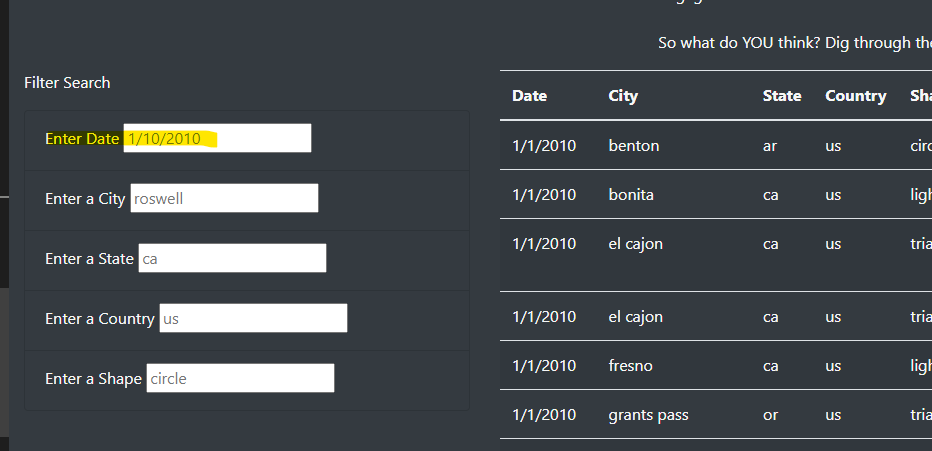 So what do YOU think? Dig through the
Filter Search
Enter Date 1/10/2010
Enter a City roswell
Enter a State ca
Enter a Country us
Enter a Shape circle
Date City State Country
1/1/2010 benton ar us
1/1/2010 bonita ca us
1/1/2010 el cajon ca us
1/1/2010 el cajon ca us
1/1/2010 fresno ca us
1/1/2010 grants pass or us